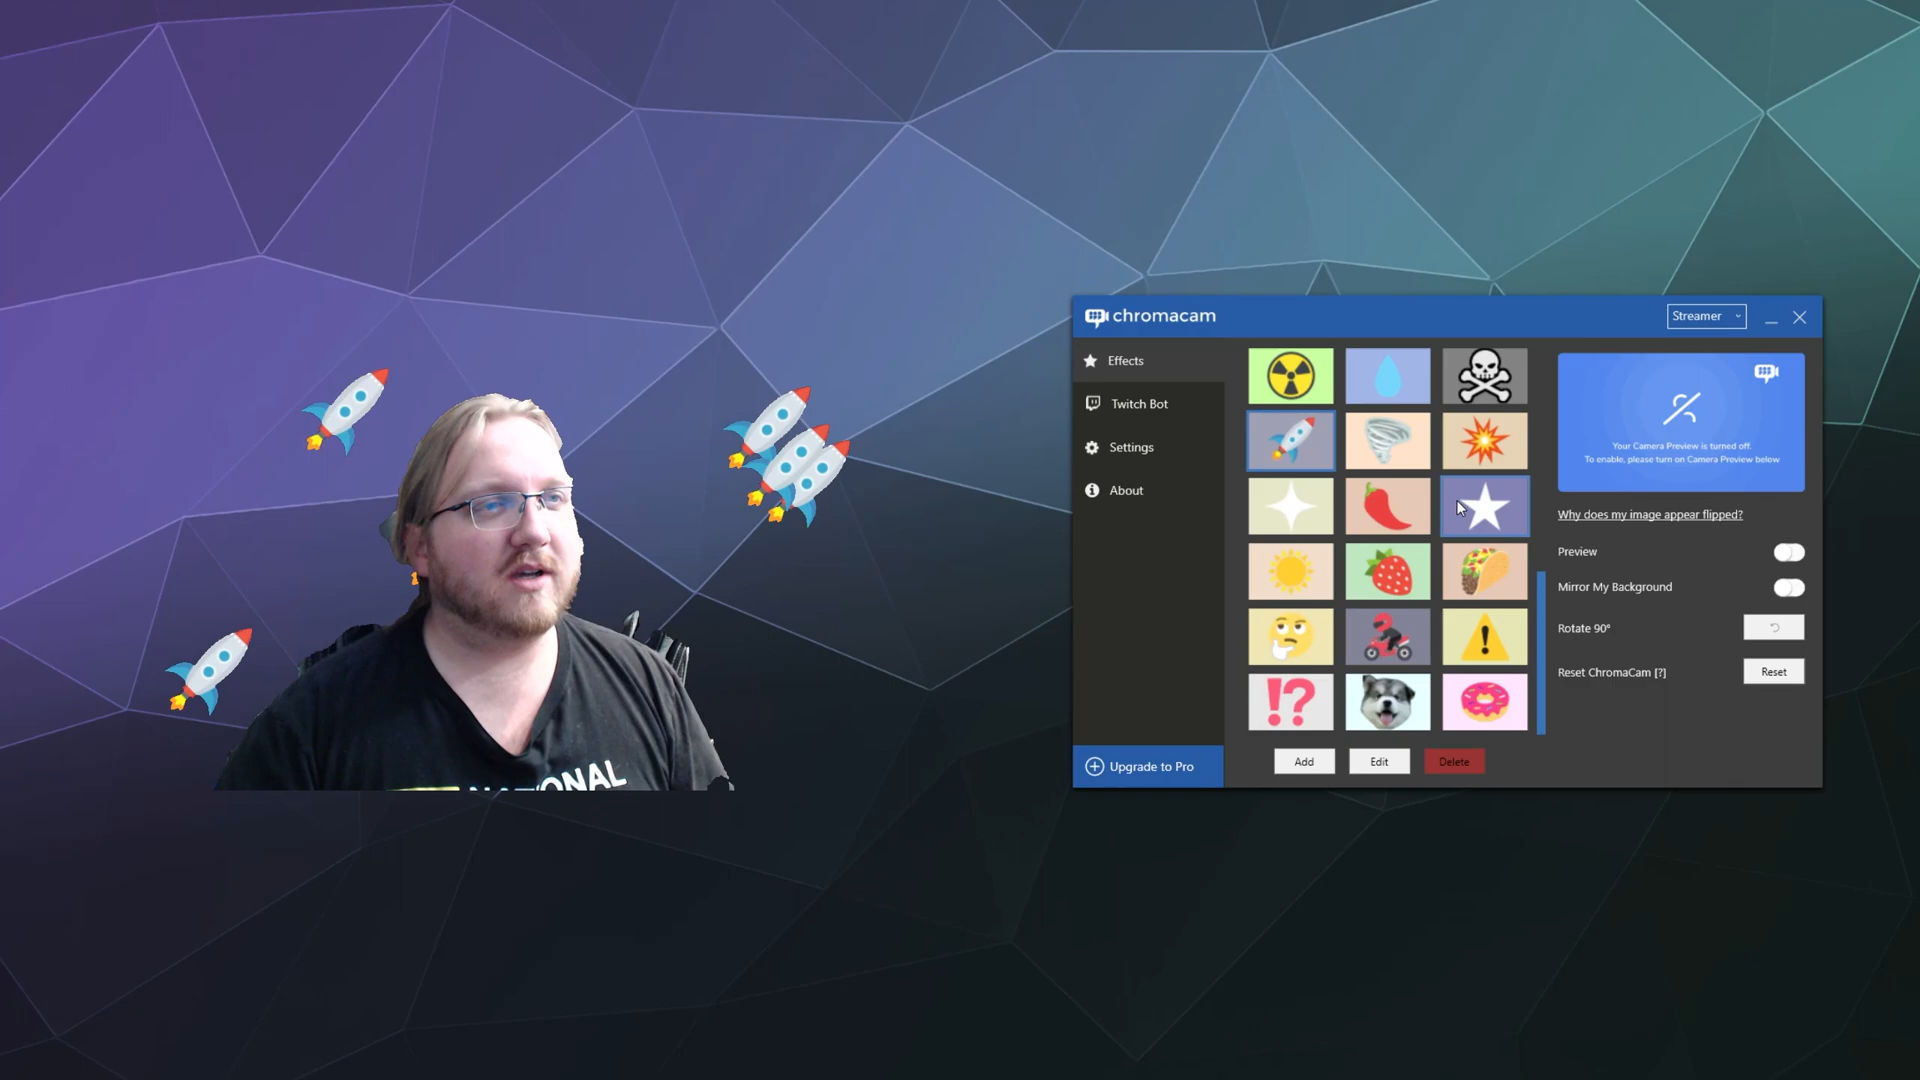 chromacam
Streamer
Effects
Twitch Bot
Settings
About
Upgrade to Pro
!?
Add
Edit
Delete
Your Camera Preview is turned off.
To enable, please turn on Camera Preview below
Why does my image appear flipped?
Preview
Mirror My Background
Rotate 90°
Reset ChromaCam [?]
Reset